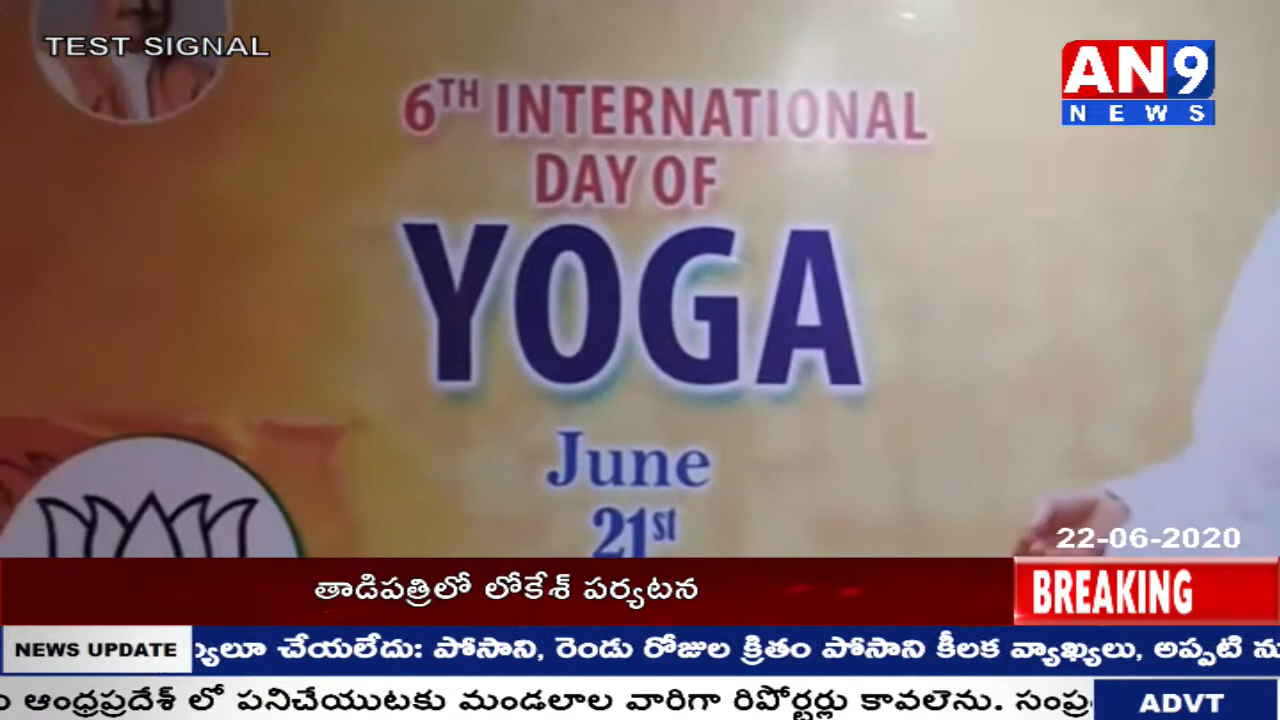 TEST SIGNAL
AN9
NEWS
6TH INTERNATIONAL
DAY OF
YOGA
June
21st
22-06-2020
తాడిపత్రిలో లోకేశ్ పర్యటన
BREAKING
NEWS UPDATE
చేయలేదు: పోసాని, రెండు రోజుల క్రితం పోసాని కీలక వ్యాఖ్యలు, అప్పటి
ఆంధ్రప్రదేశ్ లో పనిచేయుటకు మండలాల వారిగా రిపోర్టర్లు కావలెను.
ADVT